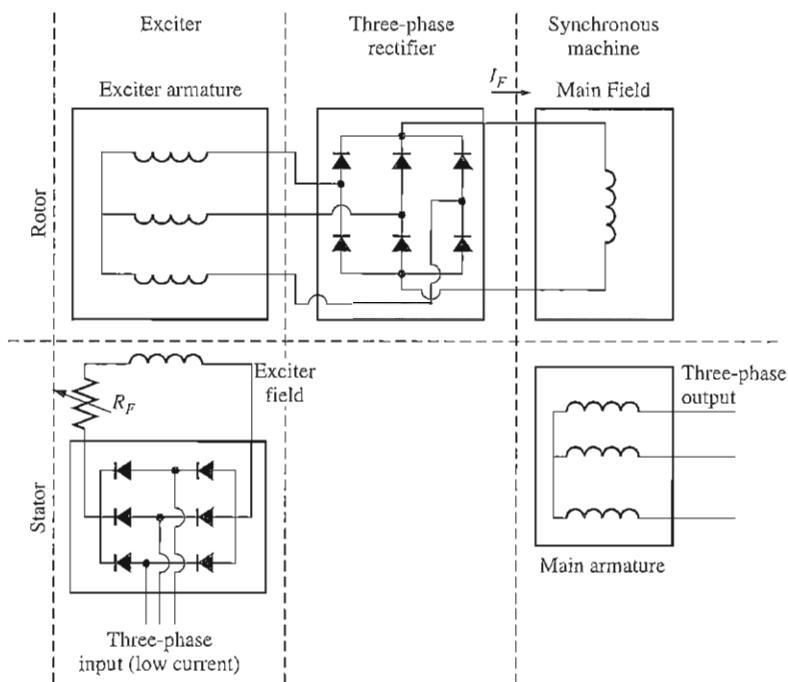 Exciter
Three-phase
rectifier
Synchronous
machine
Exciter armature
I_F
Main Field
Rotor
Exciter
field
R_F
Three-phase
output
Stator
Main armature
Three-phase
input (low current)